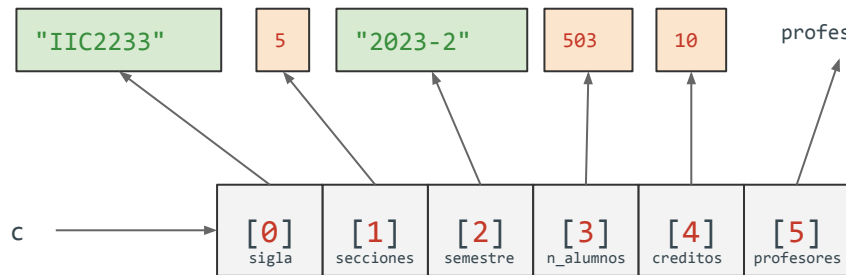 "IIC2233" 5 "2023-2" 503 10 profes
c [0] [1] [2] [3] [4] [5]
sigla secciones semestre n_alumnos creditos profesores